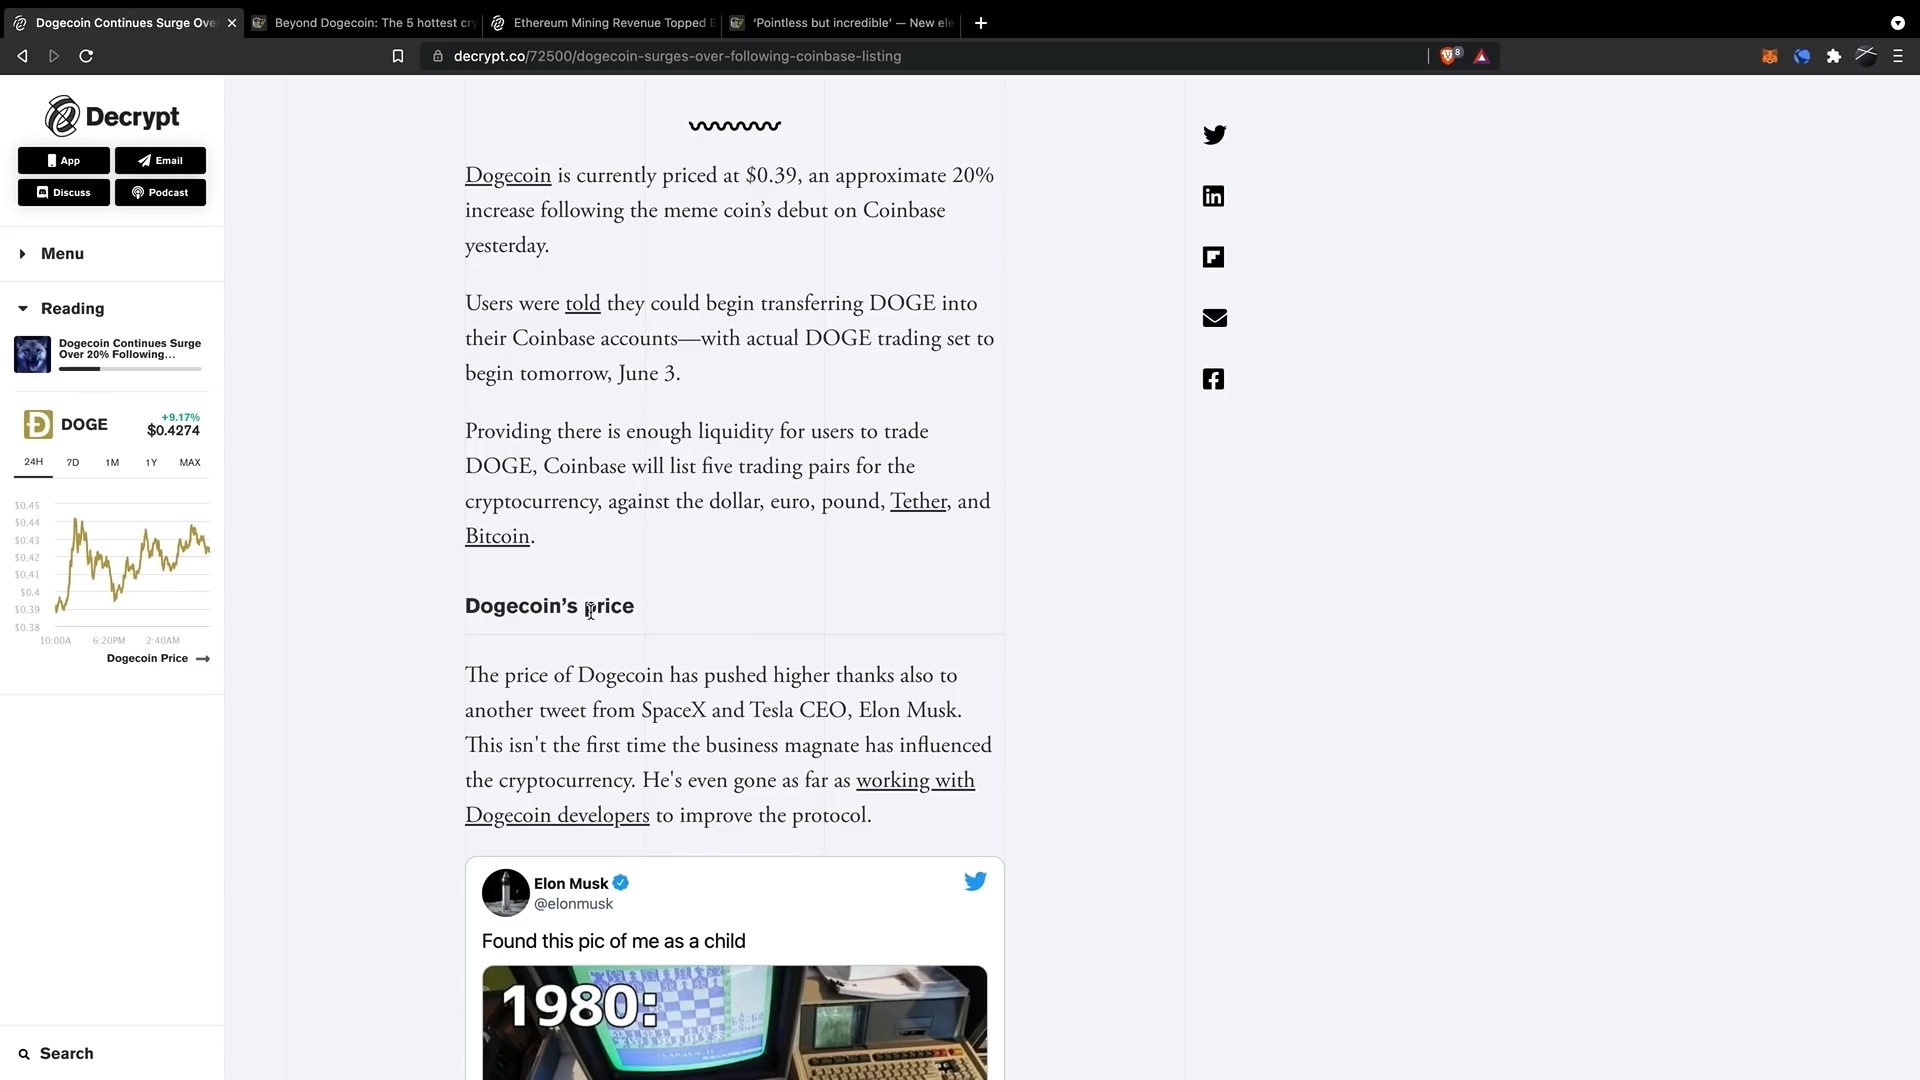 Dogecoin Continues Surge Ove
Beyond Dogecoin: The 5 hottest cry
Ethereum Mining Revenue Topped B
‘Pointless but incredible’ — New ele
decrypt.co/72500/dogecoin-surges-over-following-coinbase-listing
8
Decrypt
App
Email
Discuss
Podcast
Menu
Reading
Dogecoin Continues Surge
Over 20% Following...
DOGE
+9.17%
$0.4274
24H
7D
1M
1Y
MAX
$0.45
$0.44
$0.43
$0.42
$0.41
$0.4
$0.39
$0.38
10:00A
6:20PM
2:40AM
Dogecoin Price
Search
Dogecoin is currently priced at $0.39, an approximate 20%
increase following the meme coin’s debut on Coinbase
yesterday.
Users were told they could begin transferring DOGE into
their Coinbase accounts—with actual DOGE trading set to
begin tomorrow, June 3.
Providing there is enough liquidity for users to trade
DOGE, Coinbase will list five trading pairs for the
cryptocurrency, against the dollar, euro, pound, Tether, and
Bitcoin.
Dogecoin’s price
The price of Dogecoin has pushed higher thanks also to
another tweet from SpaceX and Tesla CEO, Elon Musk.
This isn't the first time the business magnate has influenced
the cryptocurrency. He's even gone as far as working with
Dogecoin developers to improve the protocol.
Elon Musk
@elonmusk
Found this pic of me as a child
1980: